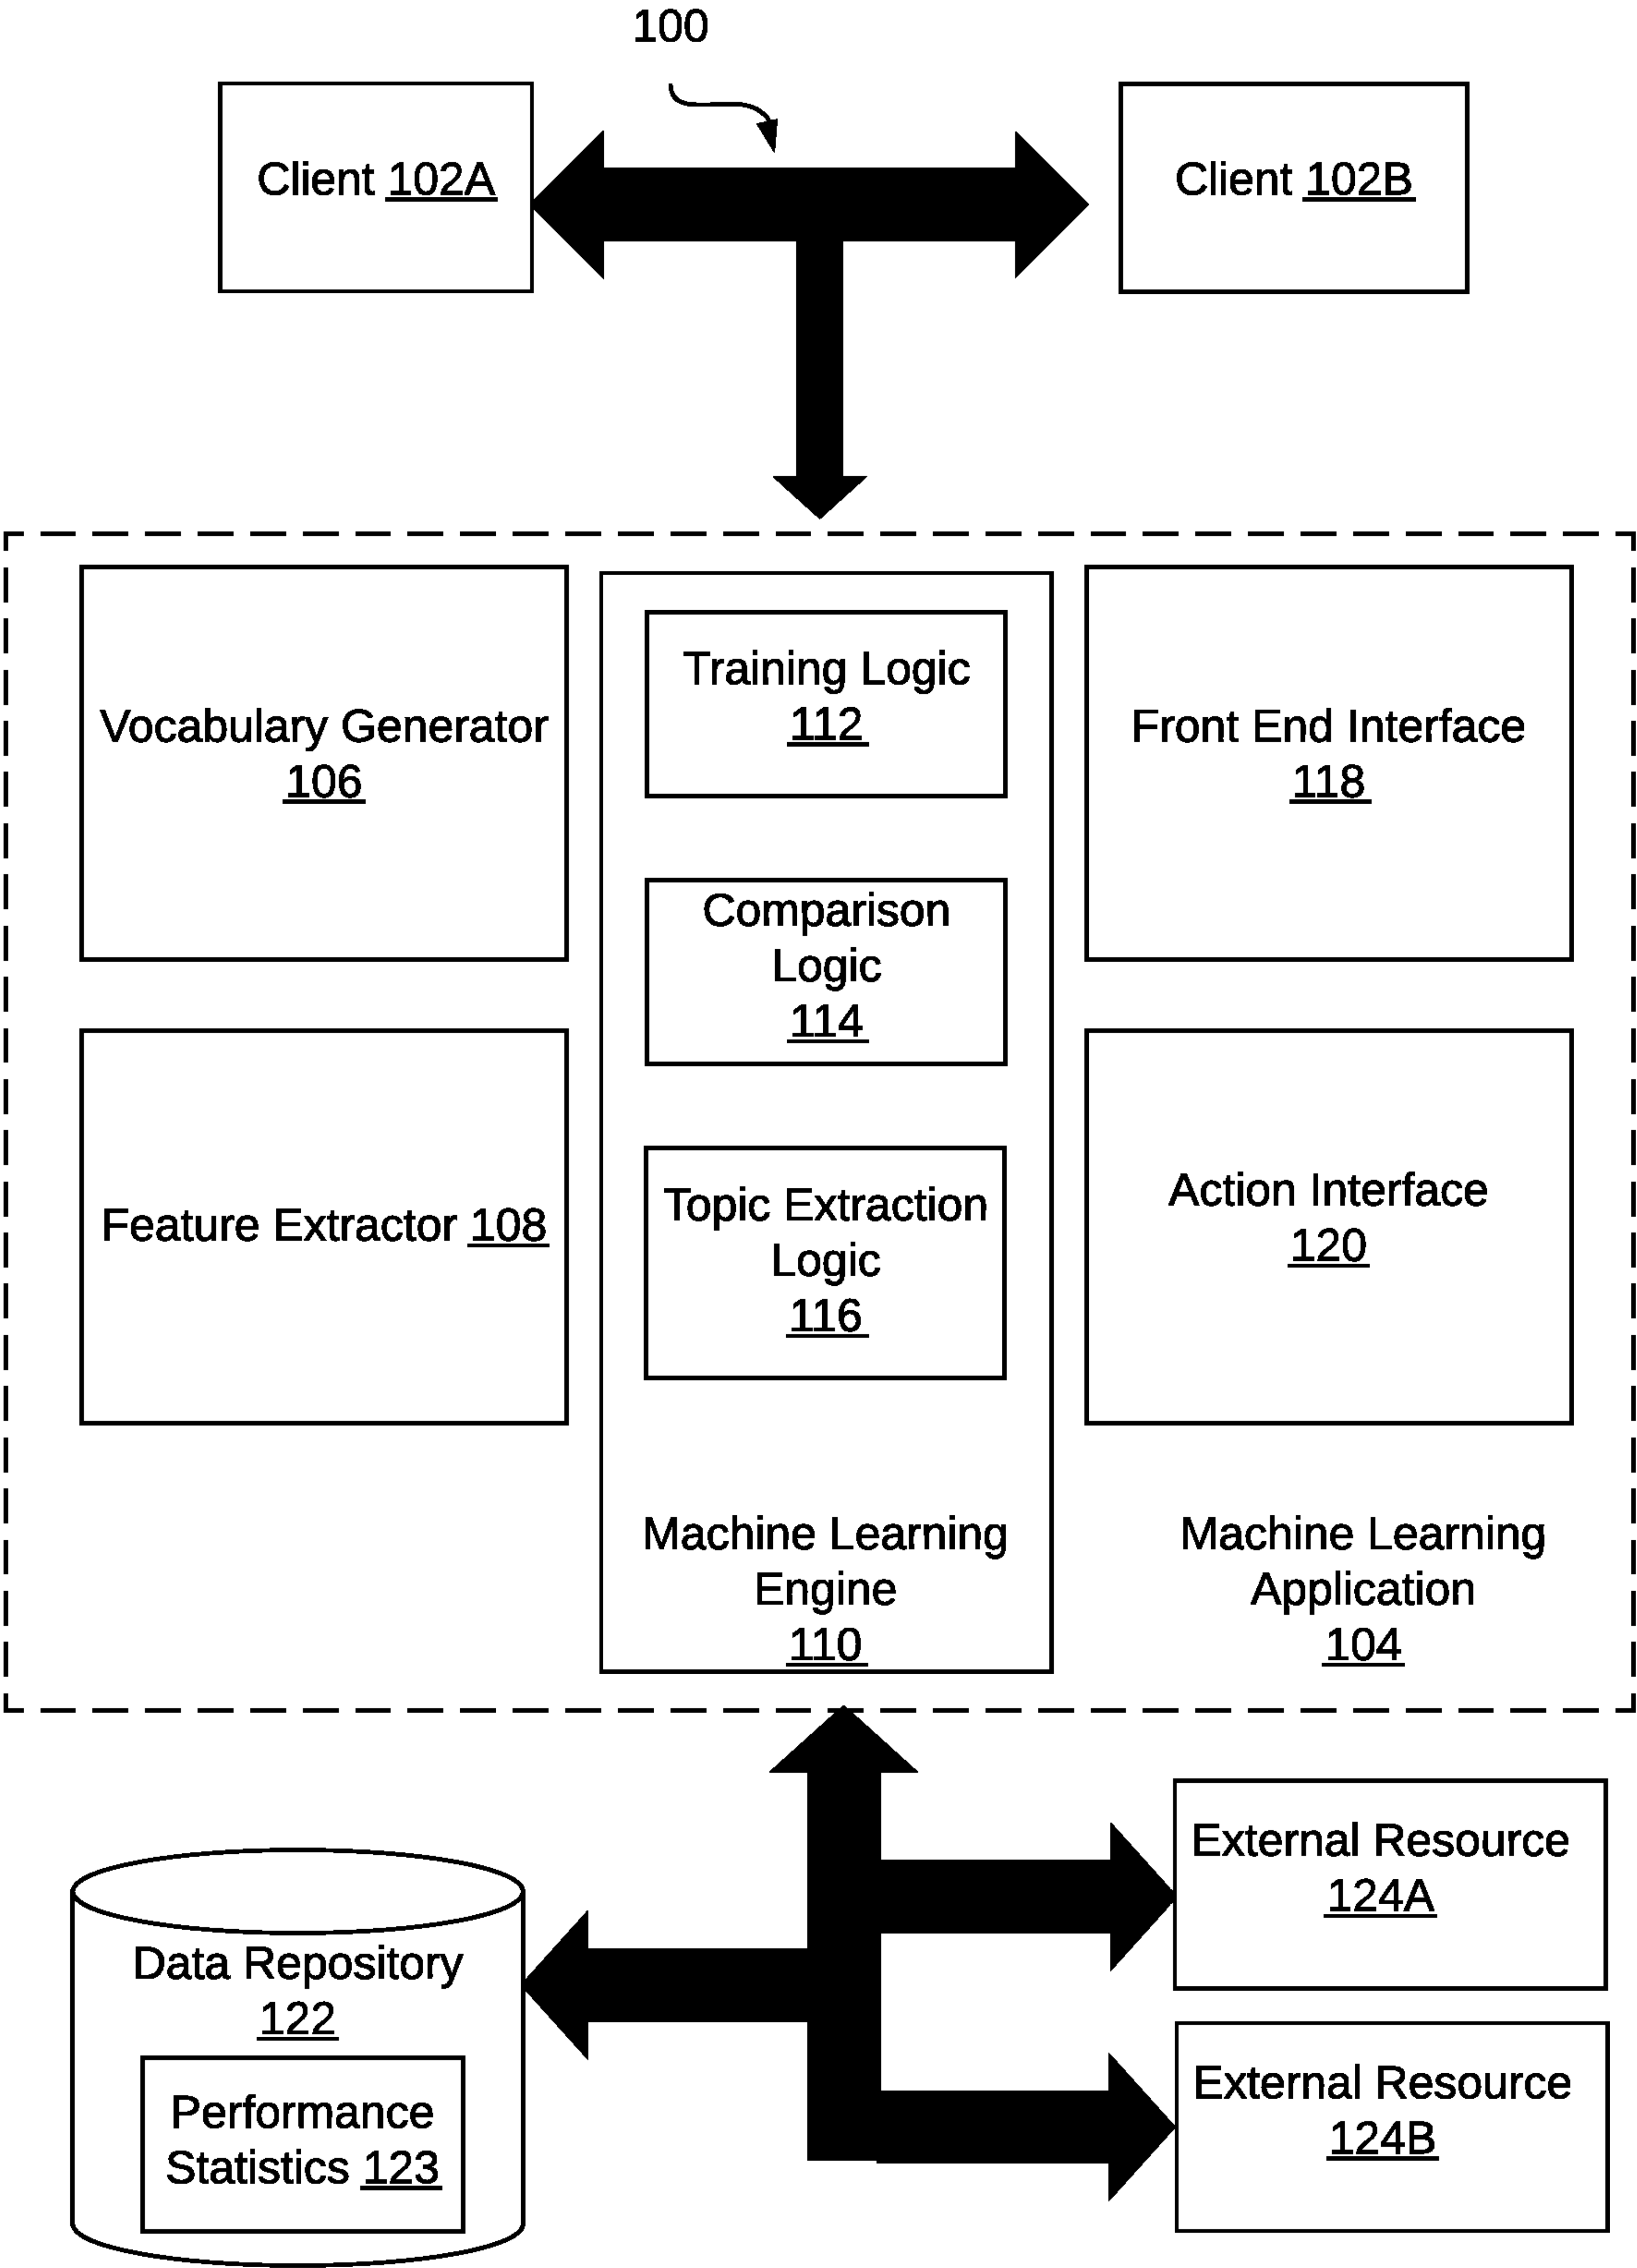 100
Client 102A
Client 102B
Vocabulary Generator
106
Training Logic
112
Front End Interface
118
Comparison
Logic
114
Feature Extractor 108
Topic Extraction
Logic
116
Action Interface
120
Machine Learning
Engine
110
Machine Learning
Application
104
Data Repository
122
Performance
Statistics 123
External Resource
124A
External Resource
124B